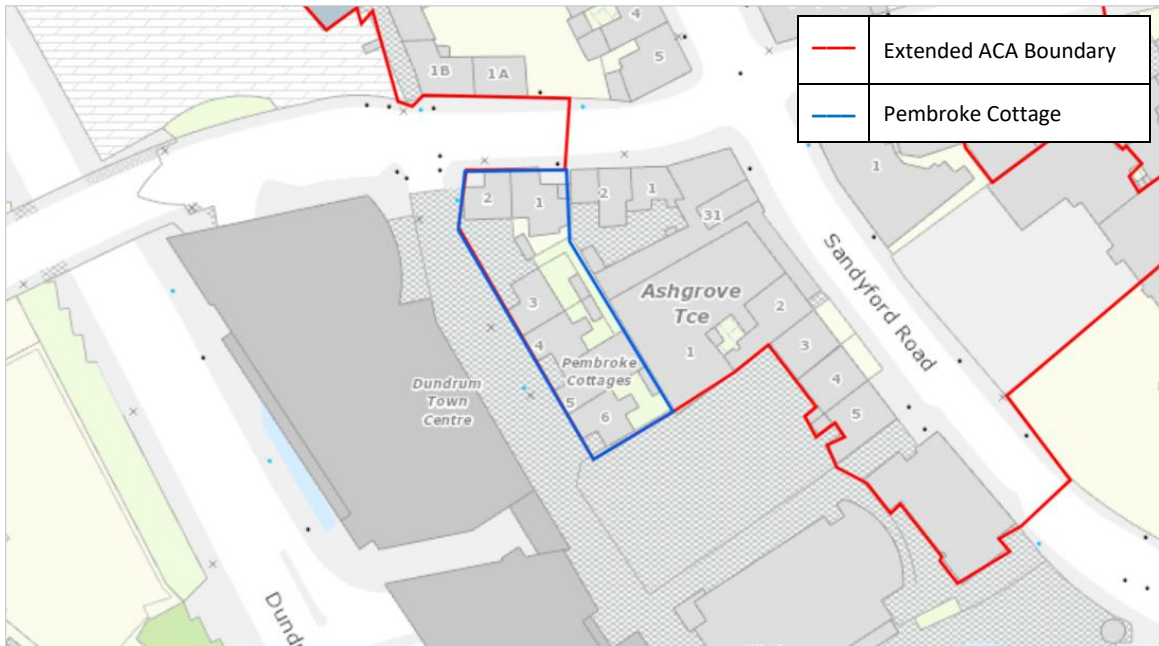 Extended ACA Boundary
Pembroke Cottage
4
5
1B
1A
1
2
1
2
1
31
Sandyford Road
Ashgrove
Tce
3
2
4
1
3
Pembroke
Cottages
4
Dundrum
Town
Centre
5
6
5